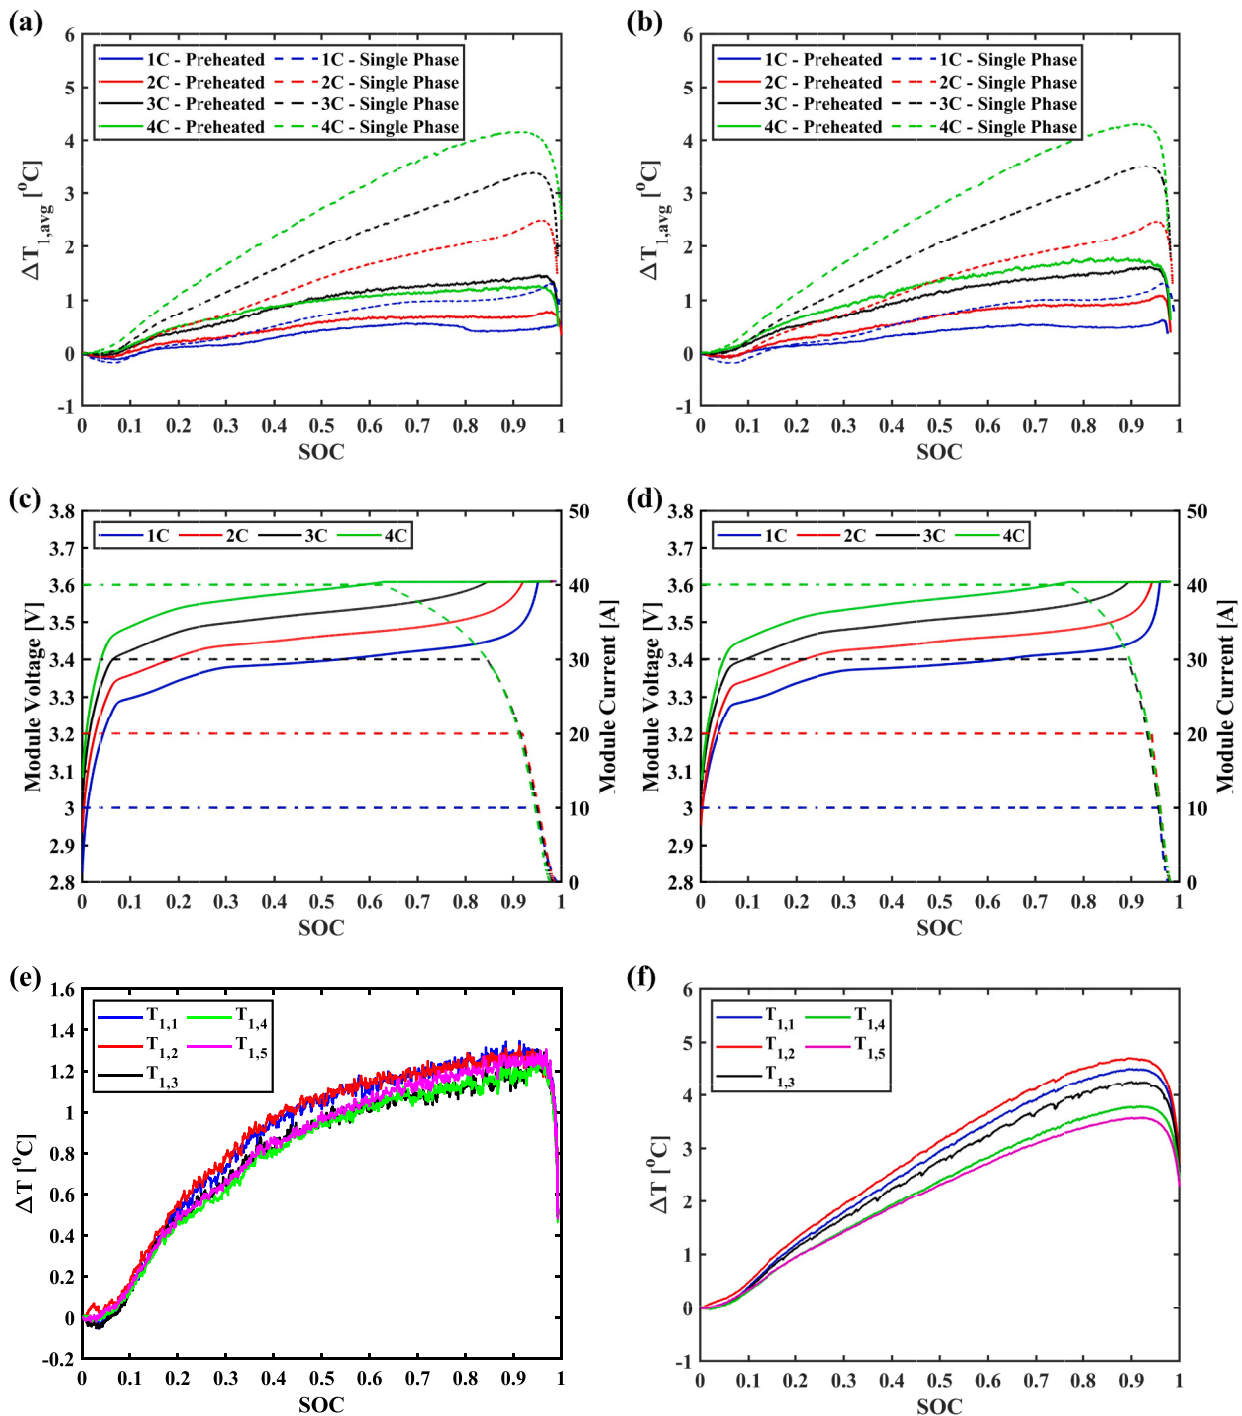 (a)
6
5
4
3
2
1
0
-1
ΔT1,avg [oC]
1C - Preheated 1C - Single Phase
2C - Preheated 2C - Single Phase
3C - Preheated 3C - Single Phase
4C - Preheated 4C - Single Phase
0 0.1 0.2 0.3 0.4 0.5 0.6 0.7 0.8 0.9 1
SOC
(b)
6
5
4
3
2
1
0
-1
ΔT1,avg [oC]
1C - Preheated 1C - Single Phase
2C - Preheated 2C - Single Phase
3C - Preheated 3C - Single Phase
4C - Preheated 4C - Single Phase
0 0.1 0.2 0.3 0.4 0.5 0.6 0.7 0.8 0.9 1
SOC
(c)
3.8
3.7
3.6
3.5
3.4
3.3
3.2
3.1
3
2.9
2.8
Module Voltage [V]
1C 2C 3C 4C
50
40
30
20
10
0
Module Current [A]
0 0.1 0.2 0.3 0.4 0.5 0.6 0.7 0.8 0.9 1
SOC
(d)
3.8
3.7
3.6
3.5
3.4
3.3
3.2
3.1
3
2.9
2.8
Module Voltage [V]
1C 2C 3C 4C
50
40
30
20
10
0
Module Current [A]
0 0.1 0.2 0.3 0.4 0.5 0.6 0.7 0.8 0.9 1
SOC
(e)
1.6
1.4
1.2
1
0.8
0.6
0.4
0.2
0
-0.2
ΔT [oC]
T1,1 T1,4
T1,2 T1,5
T1,3
0 0.1 0.2 0.3 0.4 0.5 0.6 0.7 0.8 0.9 1
SOC
(f)
6
5
4
3
2
1
0
-1
ΔT [oC]
T1,1 T1,4
T1,2 T1,5
T1,3
0 0.1 0.2 0.3 0.4 0.5 0.6 0.7 0.8 0.9 1
SOC